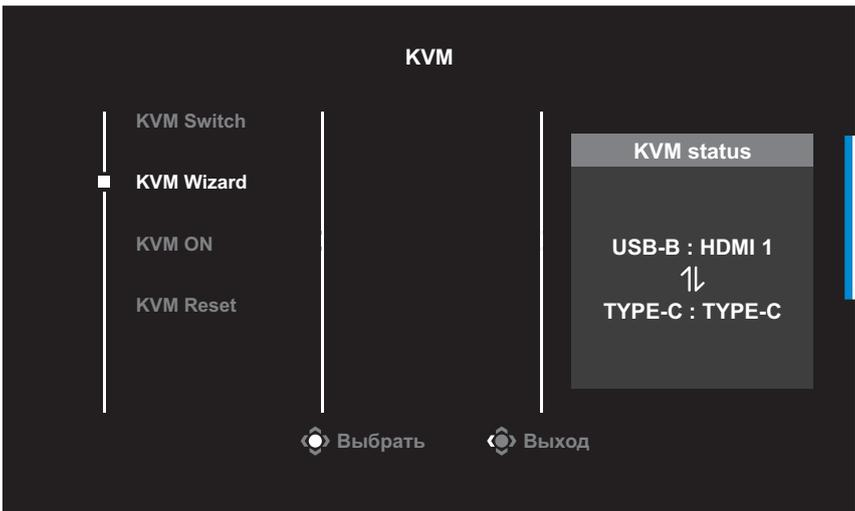 KVM
KVM Switch
KVM Wizard
KVM ON
KVM Reset
KVM status
USB-B : HDMI 1
TYPE-C : TYPE-C
Выбрать
Выход